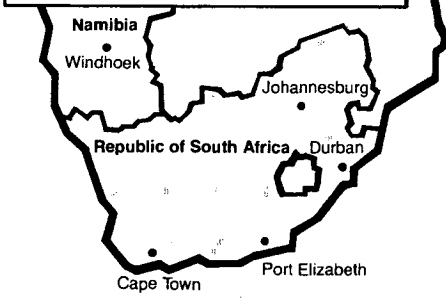 Namibia
Windhoek
Johannesburg
Republic of South Africa
Durban
Cape Town
Port Elizabeth